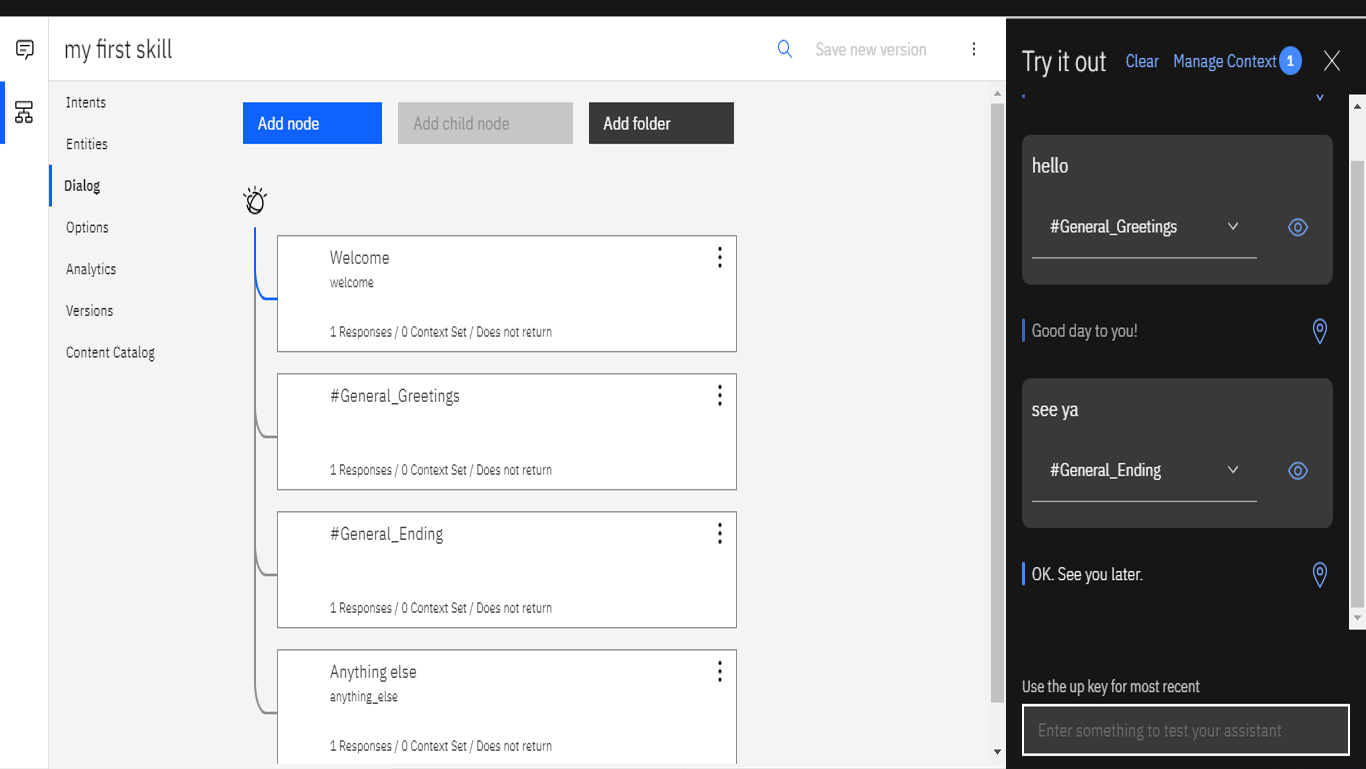 my first skill
Save new version
Intents
Entities
Dialog
Options
Analytics
Versions
Content Catalog
Add node
Add child node
Add folder
Welcome
welcome
1 Responses / 0 Context Set / Does not return
#General_Greetings
1 Responses / 0 Context Set / Does not return
#General_Ending
1 Responses / 0 Context Set / Does not return
Anything else
anything_else
1 Responses / 0 Context Set / Does not return
Try it out
Clear
Manage Context 1
hello
#General_Greetings
Good day to you!
see ya
#General_Ending
OK. See you later.
Use the up key for most recent
Enter something to test your assistant